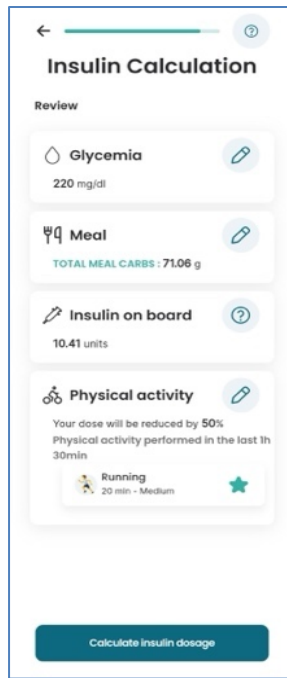 Insulin Calculation
Review
Glycemia
220 mg/dl
Meal
TOTAL MEAL CARBS : 71.06 g
Insulin on board
10.41 units
Physical activity
Your dose will be reduced by 50%
Physical activity performed in the last 1h
30min
Running
20 min - Medium
Calculate insulin dosage